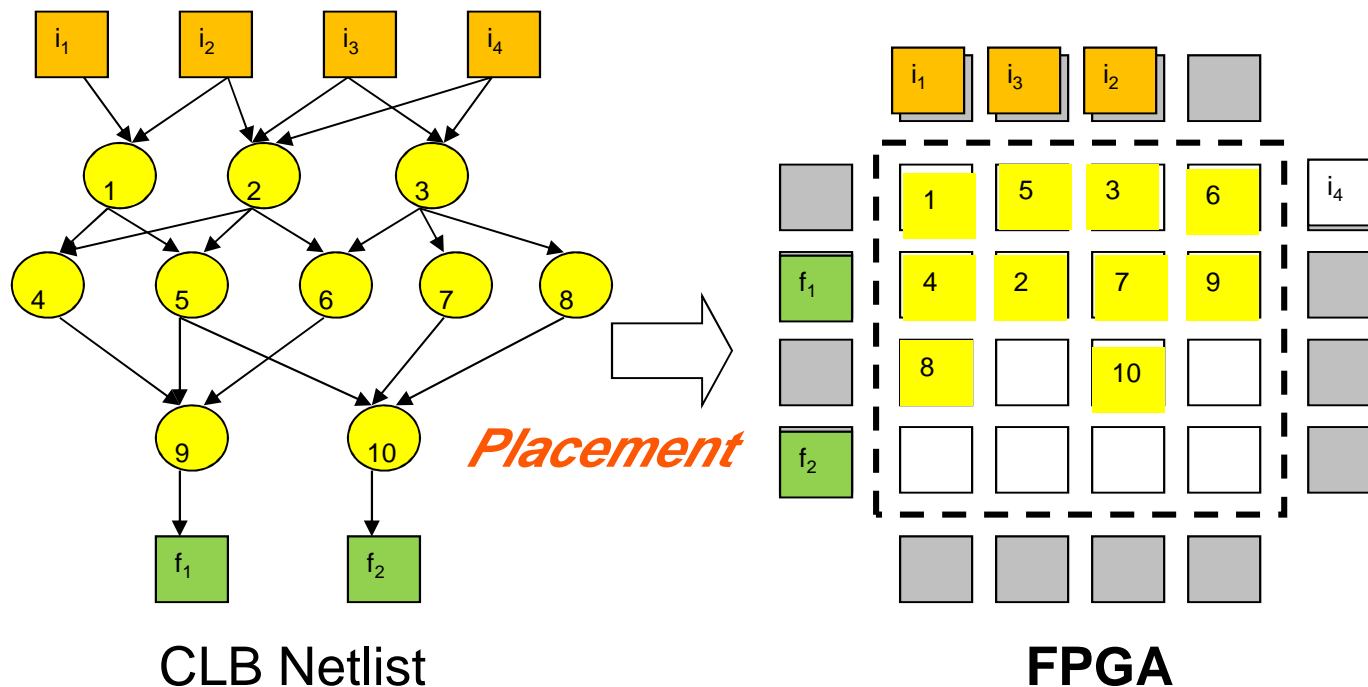 i1 i2 i3 i4
1 2 3
4 5 6 7 8
9 10
f1 f2
CLB Netlist
Placement
i1 i3 i2
1 5 3 6 i4
f1 4 2 7 9
8 10
f2
FPGA